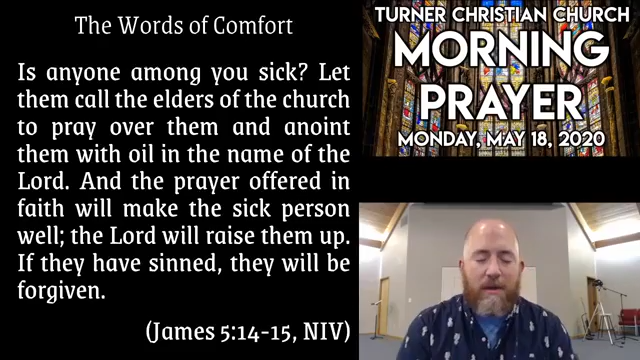 The Words of Comfort
Is anyone among you sick? Let
them call the elders of the church
to pray over them and anoint
them with oil in the name of the
Lord. And the prayer offered in
faith will make the sick person
well; the Lord will raise them up.
If they have sinned, they will be
forgiven.
(James 5:14-15, NIV)
TURNER CHRISTIAN CHURCH
MORNING
PRAYER
MONDAY, MAY 18, 2020